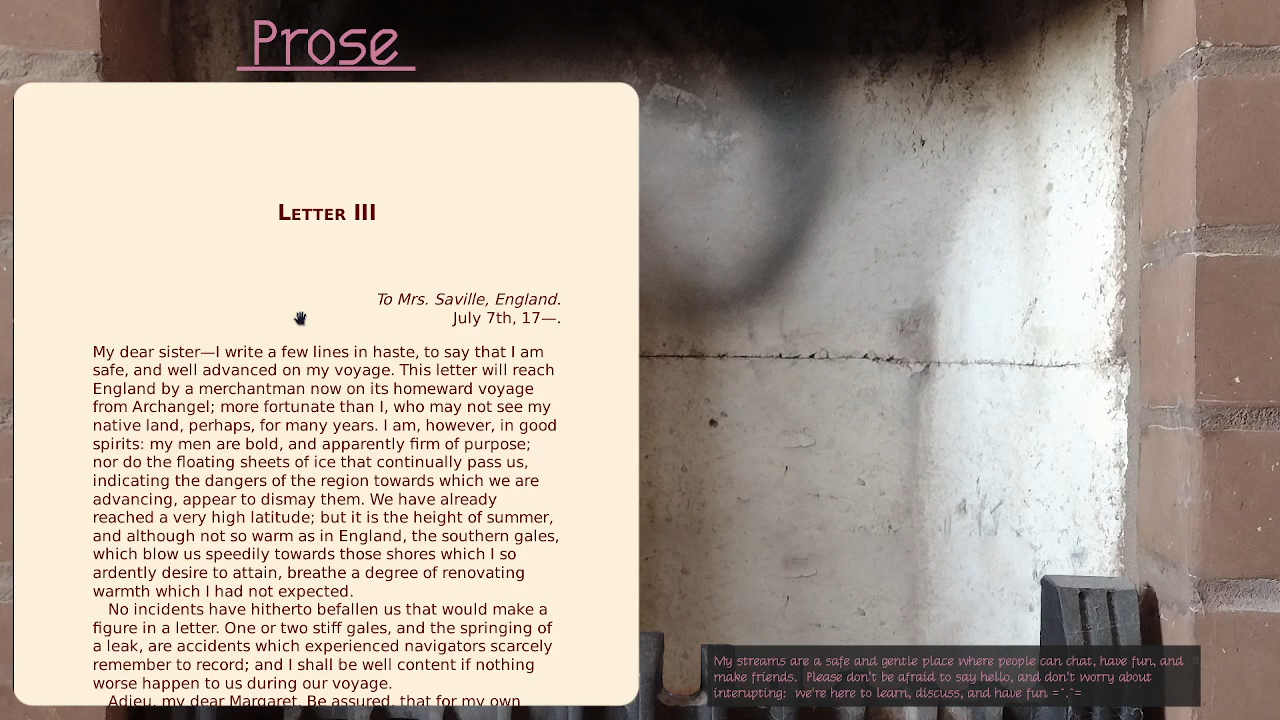 Prose
LETTER III
To Mrs. Saville, England.
July 7th, 17—.
My dear sister—I write a few lines in haste, to say that I am
safe, and well advanced on my voyage. This letter will reach
England by a merchantman now on its homeward voyage
from Archangel; more fortunate than I, who may not see my
native land, perhaps, for many years. I am, however, in good
spirits: my men are bold, and apparently firm of purpose;
nor do the floating sheets of ice that continually pass us,
indicating the dangers of the region towards which we are
advancing, appear to dismay them. We have already
reached a very high latitude; but it is the height of summer,
and although not so warm as in England, the southern gales,
which blow us speedily towards those shores which I so
ardently desire to attain, breathe a degree of renovating
warmth which I had not expected.
No incidents have hitherto befallen us that would make a
figure in a letter. One or two stiff gales, and the springing of
a leak, are accidents which experienced navigators scarcely
remember to record; and I shall be well content if nothing
worse happen to us during our voyage.
Adieu, my dear Margaret. Be assured, that for my own
My streams are a safe and gentle place where people can chat, have fun, and
make friends.  Please don't be afraid to say hello, and don't worry about
interupting:  we're here to learn, discuss, and have fun =^.^=